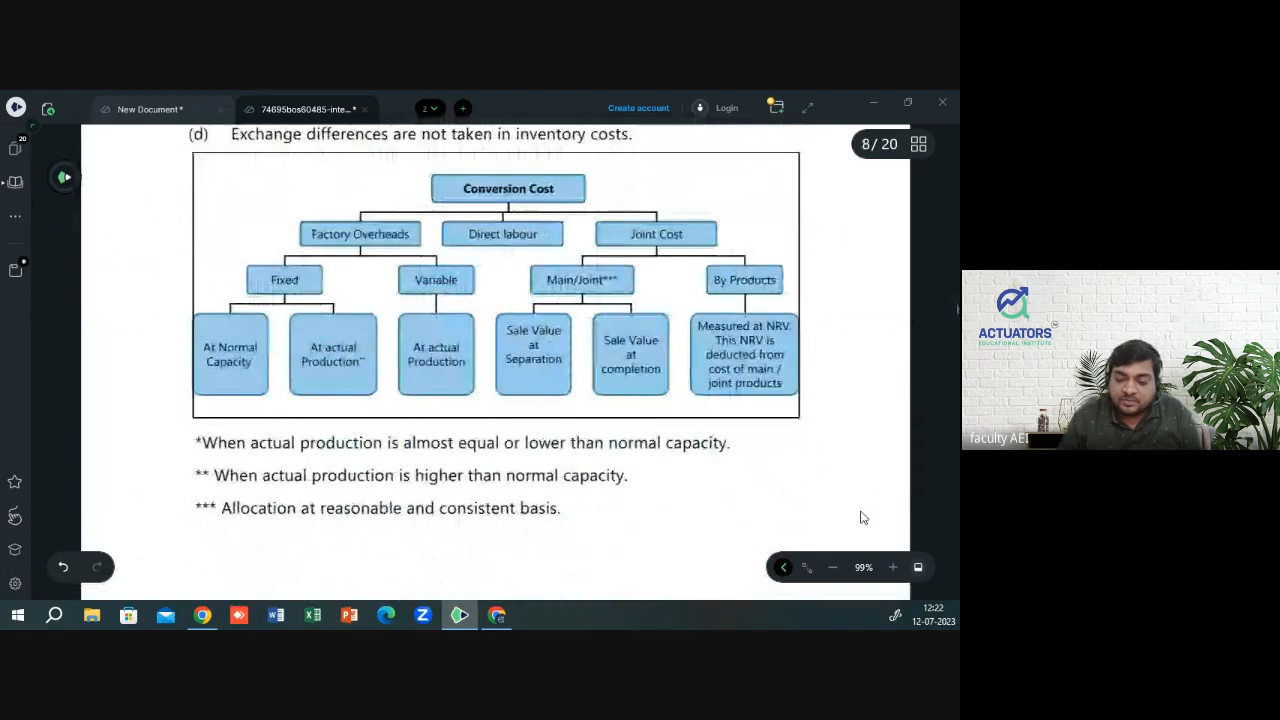 New Document*
74695bos60485-inte...*
2
Create account
Login
20
(d) Exchange differences are not taken in inventory costs.
8/ 20
Conversion Cost
Factory Overheads
Direct labour
Joint Cost
Fixed
Variable
Main/Joint***
By Products
At Normal
Capacity*
At actual
Production**
At actual
Production
Sale Value
at
Separation
Sale Value
at
completion
Measured at NRV.
This NRV is
deducted from
cost of main /
joint products
*When actual production is almost equal or lower than normal capacity.
** When actual production is higher than normal capacity.
*** Allocation at reasonable and consistent basis.
99%
12:22
12-07-2023
ACTUATORS
EDUCATIONAL INSTITUTE
faculty AEI